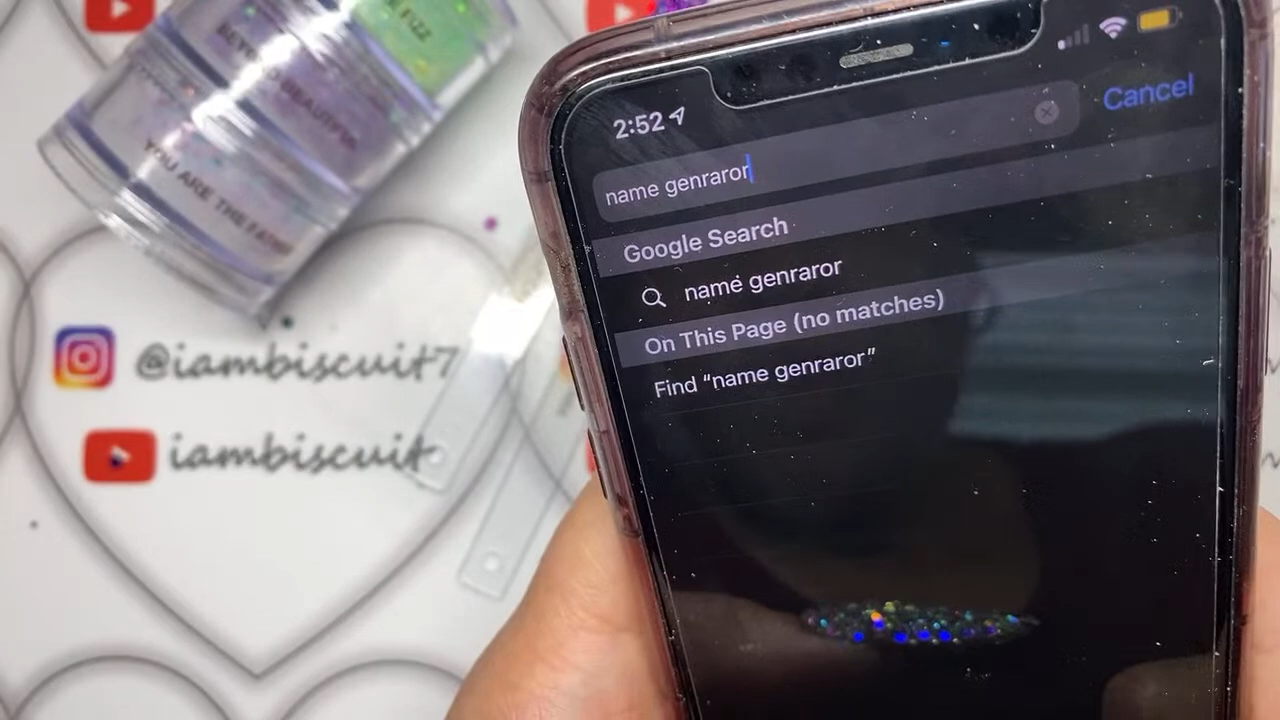 FIZZ
YOU ARE THE
2:52
Cancel
name genraror
Google Search
name genraror
On This Page (no matches)
Find “name genraror”
@iambiscuit7
iambiscuit